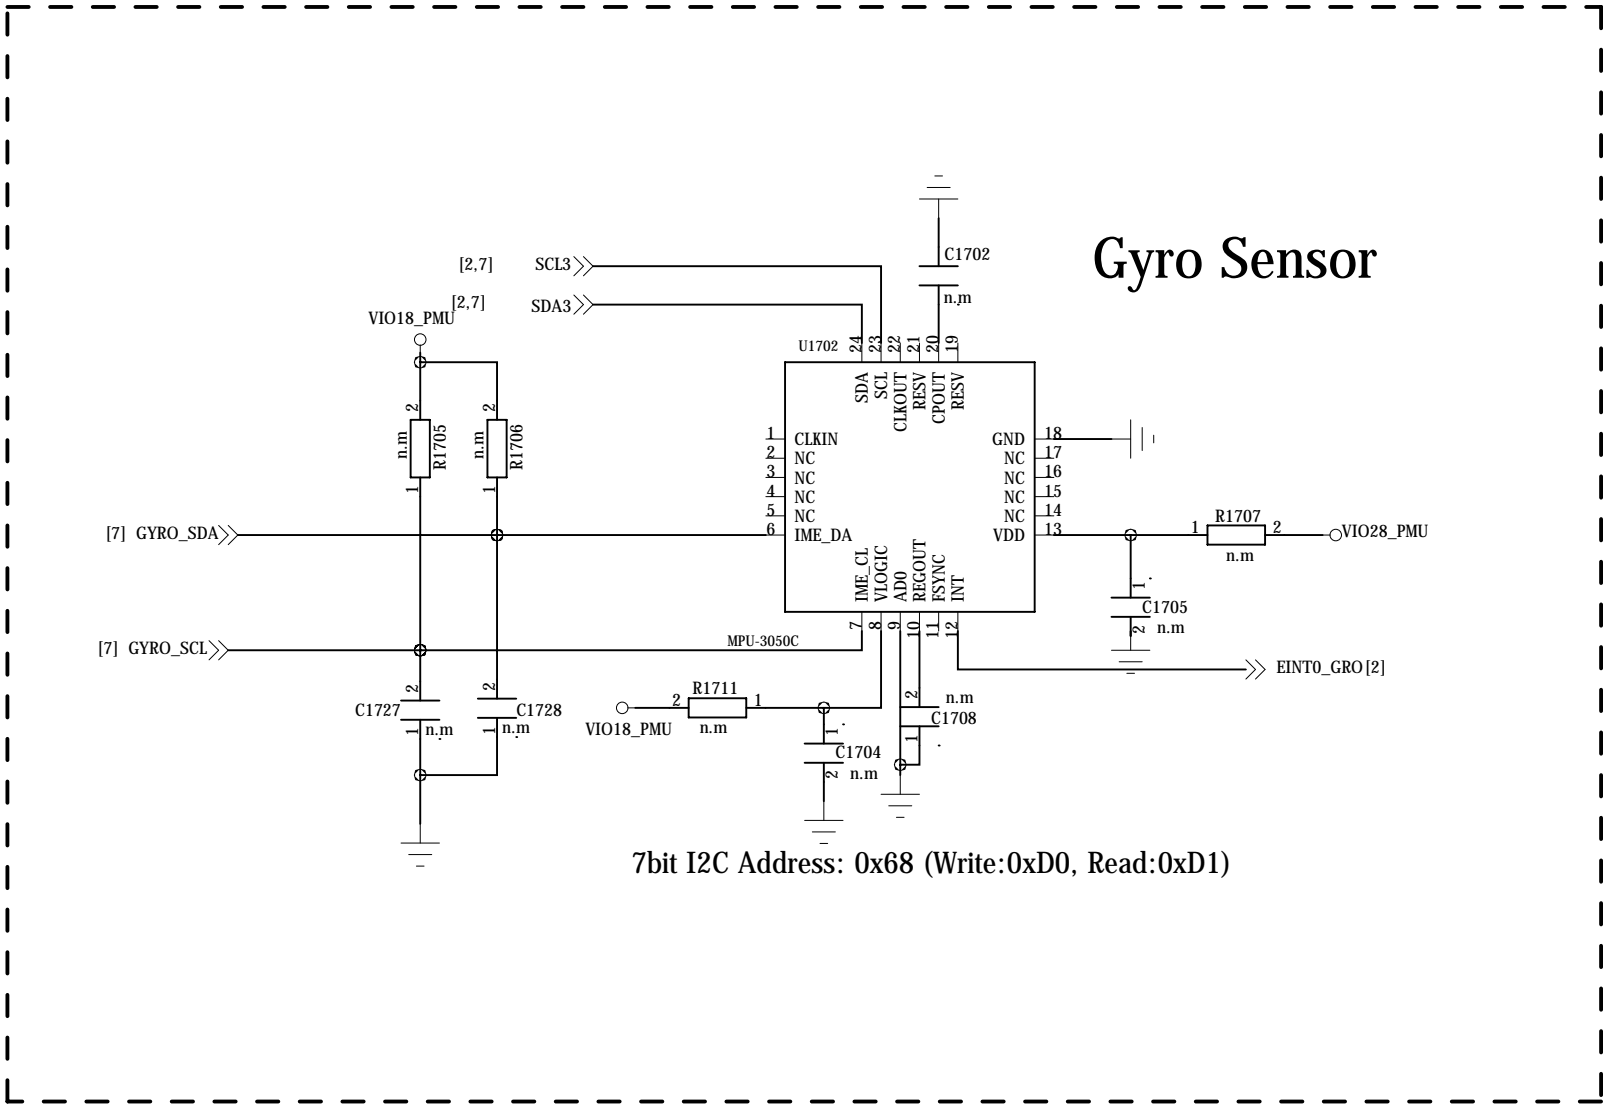 Gyro Sensor
C1702
n.m
[2,7] SCL3
[2,7]
SDA3
VIO18_PMU
U1702
24 23 22 21 20 19
SDA SCL CLKOUT RESV CPOUT RESV
2 n.m R1705 1
2 n.m R1706 1
1 CLKIN
2 NC
3 NC
4 NC
5 NC
6 IME_DA
GND 18
NC 17
NC 16
NC 15
NC 14
VDD 13
[7] GYRO_SDA
1 R1707 2
n.m
VIO28_PMU
IME_CL VLOGIC AD0 REGOUT FSYNC INT
7 8 9 10 11 12
1
C1705
2 n.m
[7] GYRO_SCL
MPU-3050C
EINT0_GRO[2]
2
C1727
1 n.m
2
C1728
1 n.m
2 R1711 1
VIO18_PMU n.m
2 n.m
C1708
1
1
C1704
2 n.m
7bit I2C Address: 0x68 (Write:0xD0, Read:0xD1)